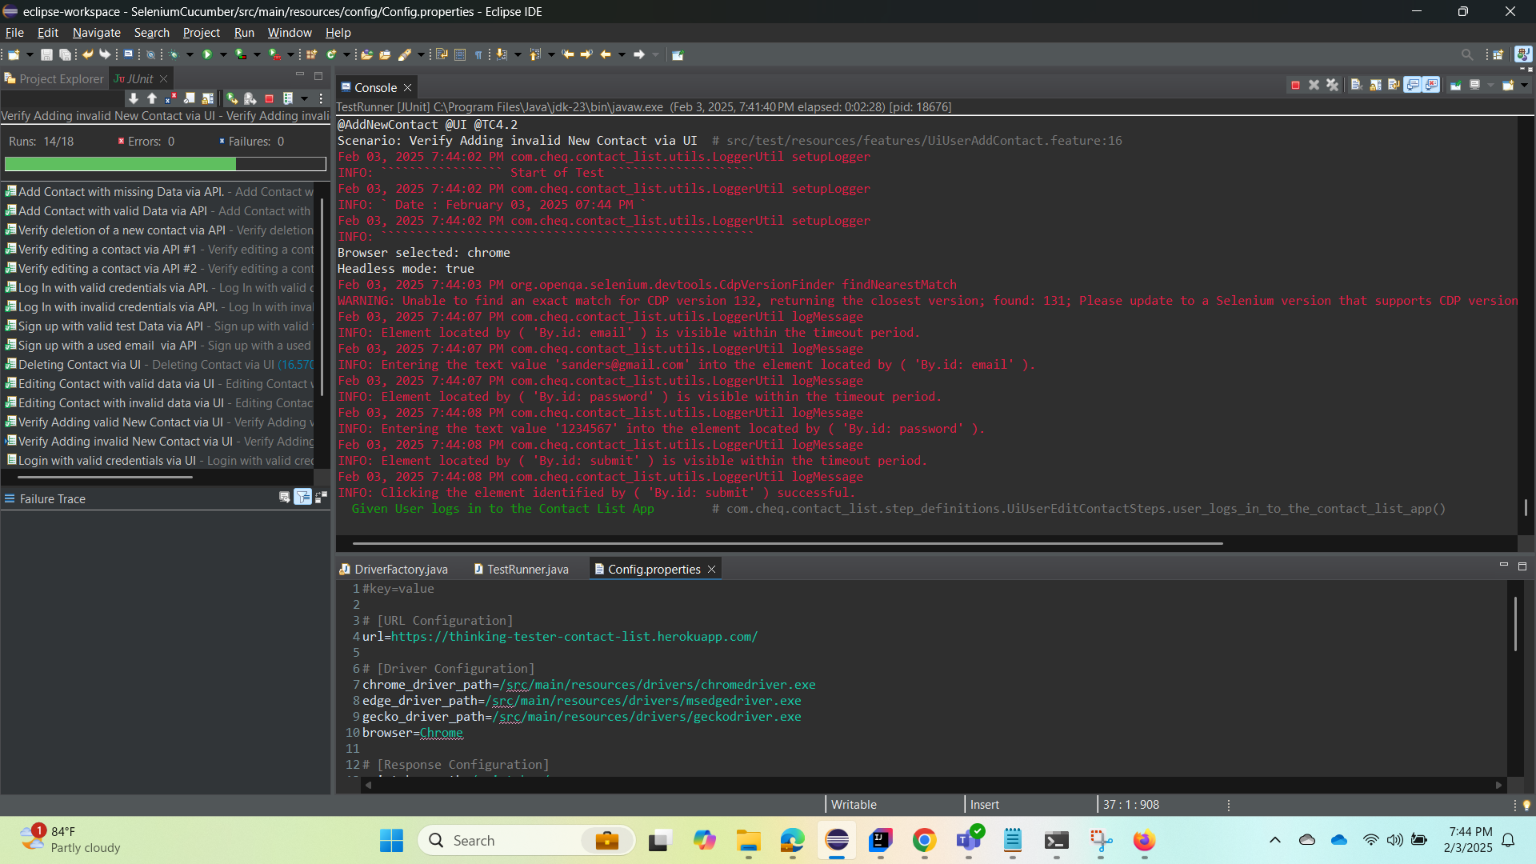 eclipse-workspace - SeleniumCucumber/src/main/resources/config/Config.properties - Eclipse IDE
File Edit Navigate Search Project Run Window Help
Project Explorer JUnit
Verify Adding invalid New Contact via UI - Verify Adding invali
Runs: 14/18 Errors: 0 Failures: 0
Add Contact with missing Data via API. - Add Contact w
Add Contact with valid Data via API - Add Contact with
Verify deletion of a new contact via API - Verify deletion
Verify editing a contact via API #1 - Verify editing a cont
Verify editing a contact via API #2 - Verify editing a cont
Log In with valid credentials via API. - Log In with valid c
Log In with invalid credentials via API. - Log In with inva
Sign up with valid test Data via API - Sign up with valid
Sign up with a used email via API - Sign up with a used
Deleting Contact via UI - Deleting Contact via UI (16.570
Editing Contact with valid data via UI - Editing Contact
Editing Contact with invalid data via UI - Editing Contac
Verify Adding valid New Contact via UI - Verify Adding v
Verify Adding invalid New Contact via UI - Verify Adding
Login with valid credentials via UI - Login with valid cre
Failure Trace
Console
TestRunner [JUnit] C:\Program Files\Java\jdk-23\bin\javaw.exe (Feb 3, 2025, 7:41:40 PM elapsed: 0:02:28) [pid: 18676]
@AddNewContact @UI @TC4.2
Scenario: Verify Adding invalid New Contact via UI # src/test/resources/features/UiUserAddContact.feature:16
Feb 03, 2025 7:44:02 PM com.cheq.contact_list.utils.LoggerUtil setupLogger
INFO: ````````````````` Start of Test ````````````````````
Feb 03, 2025 7:44:02 PM com.cheq.contact_list.utils.LoggerUtil setupLogger
INFO: ` Date : February 03, 2025 07:44 PM `
Feb 03, 2025 7:44:02 PM com.cheq.contact_list.utils.LoggerUtil setupLogger
INFO: ````````````````````````````````````````````````````
Browser selected: chrome
Headless mode: true
Feb 03, 2025 7:44:03 PM org.openqa.selenium.devtools.CdpVersionFinder findNearestMatch
WARNING: Unable to find an exact match for CDP version 132, returning the closest version; found: 131; Please update to a Selenium version that supports CDP version
Feb 03, 2025 7:44:07 PM com.cheq.contact_list.utils.LoggerUtil logMessage
INFO: Element located by ( 'By.id: email' ) is visible within the timeout period.
Feb 03, 2025 7:44:07 PM com.cheq.contact_list.utils.LoggerUtil logMessage
INFO: Entering the text value 'sanders@gmail.com' into the element located by ( 'By.id: email' ).
Feb 03, 2025 7:44:07 PM com.cheq.contact_list.utils.LoggerUtil logMessage
INFO: Element located by ( 'By.id: password' ) is visible within the timeout period.
Feb 03, 2025 7:44:08 PM com.cheq.contact_list.utils.LoggerUtil logMessage
INFO: Entering the text value '1234567' into the element located by ( 'By.id: password' ).
Feb 03, 2025 7:44:08 PM com.cheq.contact_list.utils.LoggerUtil logMessage
INFO: Element located by ( 'By.id: submit' ) is visible within the timeout period.
Feb 03, 2025 7:44:08 PM com.cheq.contact_list.utils.LoggerUtil logMessage
INFO: Clicking the element identified by ( 'By.id: submit' ) successful.
Given User logs in to the Contact List App # com.cheq.contact_list.step_definitions.UiUserEditContactSteps.user_logs_in_to_the_contact_list_app()
DriverFactory.java TestRunner.java Config.properties
1 #key=value
2
3 # [URL Configuration]
4 url=https://thinking-tester-contact-list.herokuapp.com/
5
6 # [Driver Configuration]
7 chrome_driver_path=/src/main/resources/drivers/chromedriver.exe
8 edge_driver_path=/src/main/resources/drivers/msedgedriver.exe
9 gecko_driver_path=/src/main/resources/drivers/geckodriver.exe
10 browser=Chrome
11
12 # [Response Configuration]
Writable Insert 37 : 1 : 908
1 84°F
Partly cloudy
Search
7:44 PM
2/3/2025